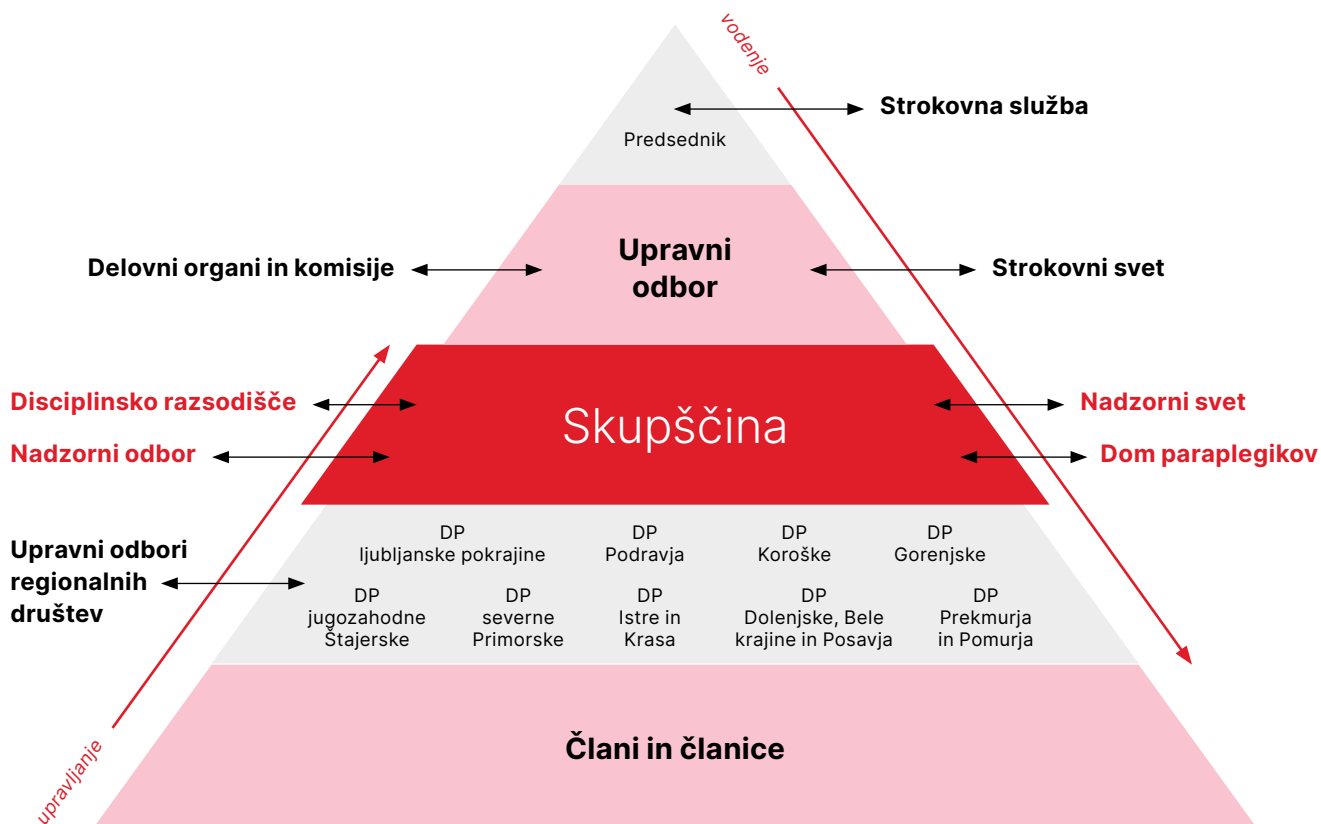 vodenje
Strokovna služba
Predsednik
Upravni
odbor
Delovni organi in komisije
Strokovni svet
Disciplinsko razsodišče
Nadzorni odbor
Skupščina
Nadzorni svet
Dom paraplegikov
Upravni odbori
regionalnih
društev
DP
ljubljanske pokrajine
DP
Podravja
DP
Koroške
DP
Gorenjske
DP
jugozahodne
Štajerske
DP
severne
Primorske
DP
Istre in
Krasa
DP
Dolenjske, Bele
krajine in Posavja
DP
Prekmurja
in Pomurja
Člani in članice
upravljanje